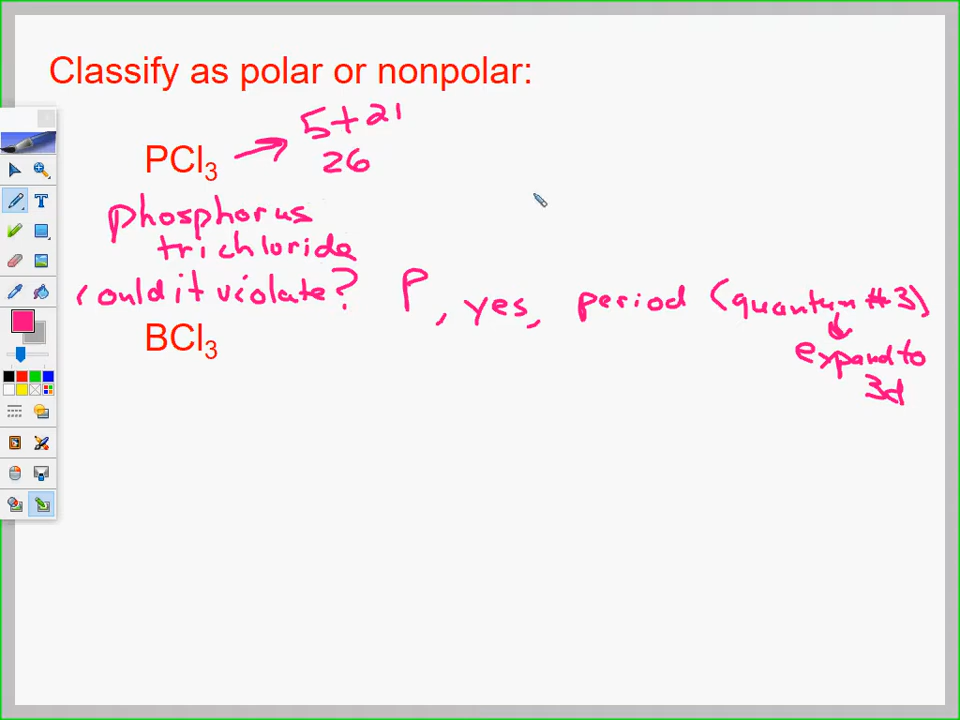 Classify as polar or nonpolar:
PCl3 → 5+21
26
phosphorus
trichloride
could it violate? P, yes, period (quantum #3)
expand to
3d
BCl3
T